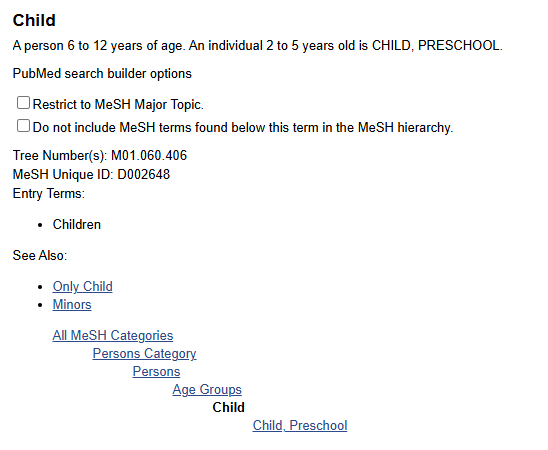 Child
A person 6 to 12 years of age. An individual 2 to 5 years old is CHILD, PRESCHOOL.
PubMed search builder options
Restrict to MeSH Major Topic.
Do not include MeSH terms found below this term in the MeSH hierarchy.
Tree Number(s): M01.060.406
MeSH Unique ID: D002648
Entry Terms:
• Children
See Also:
• Only Child
• Minors
All MeSH Categories
Persons Category
Persons
Age Groups
Child
Child, Preschool